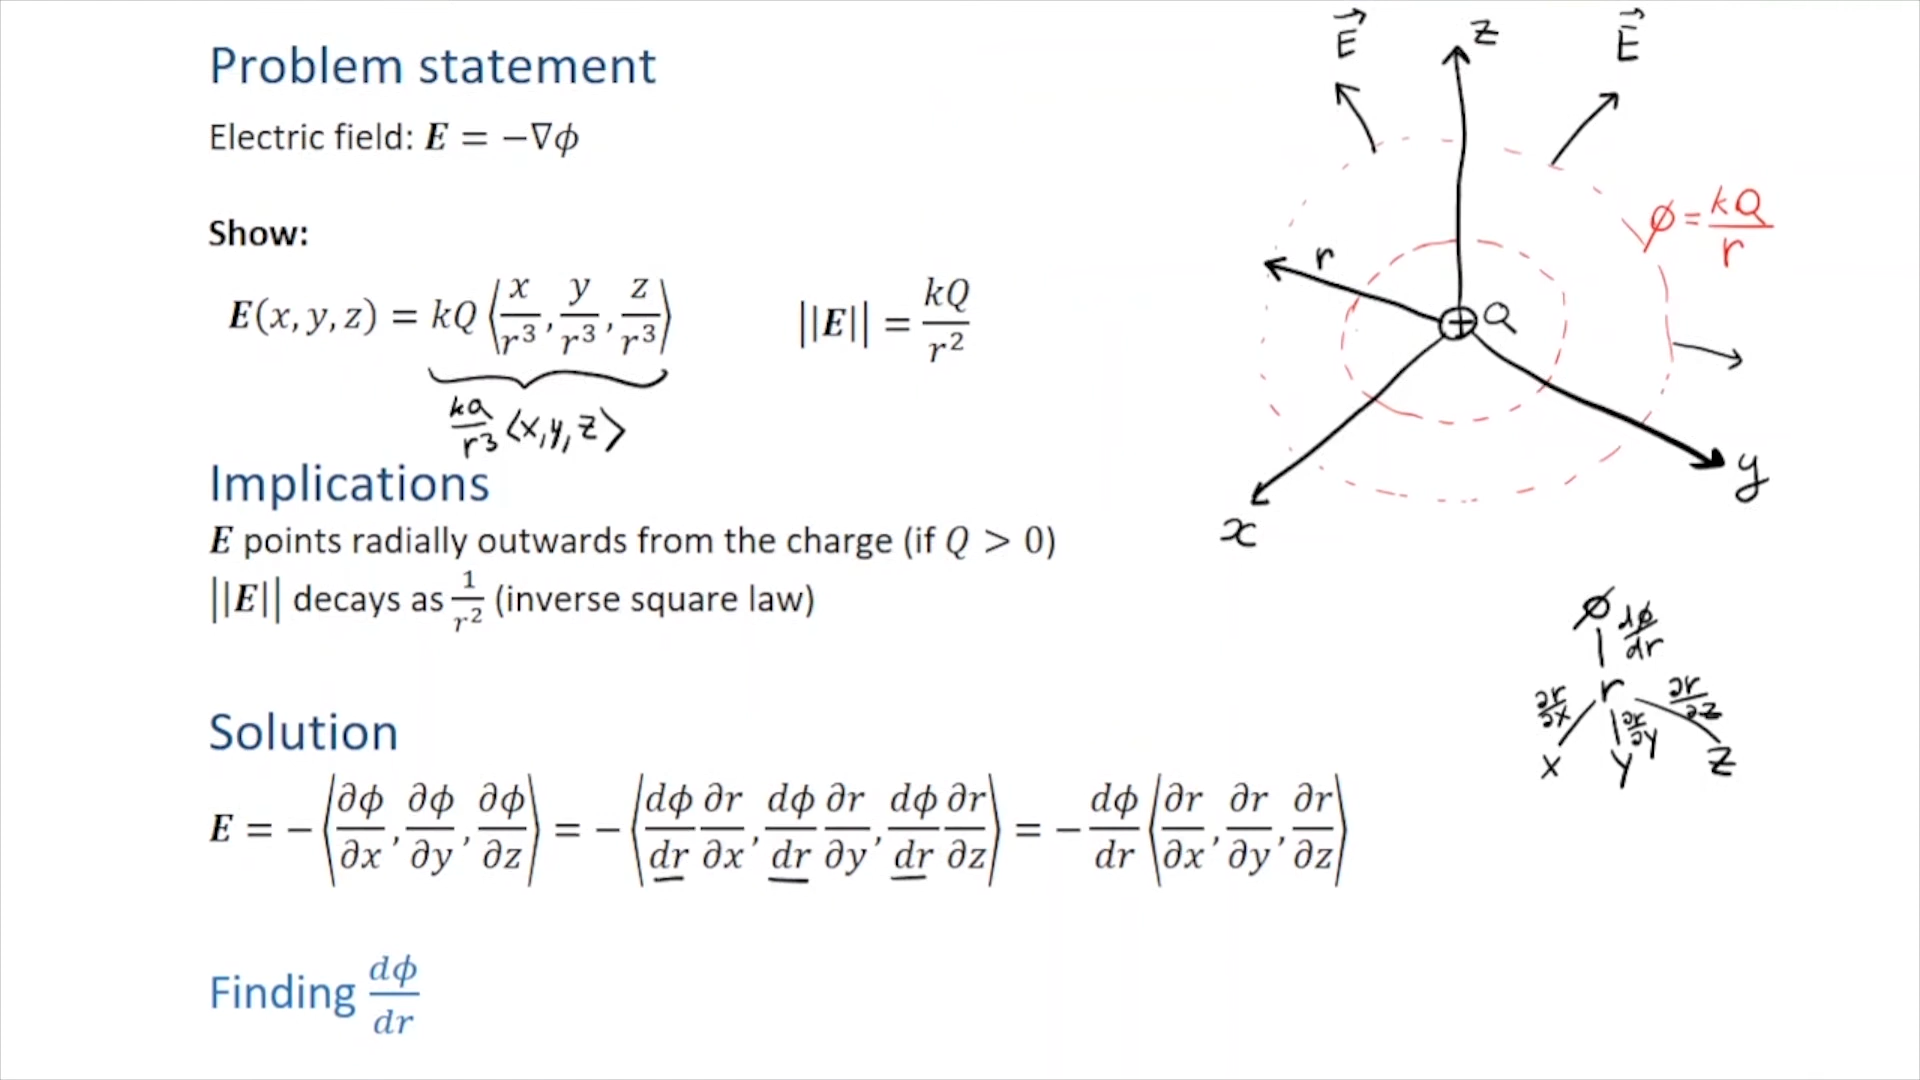 Problem statement
Electric field: E = −∇ϕ
Show:
E(x, y, z) = kQ ⟨x/r³, y/r³, z/r³⟩
||E|| = kQ/r²
kQ/r³ ⟨x, y, z⟩
Implications
E points radially outwards from the charge (if Q > 0)
||E|| decays as 1/r² (inverse square law)
Solution
E = −⟨∂ϕ/∂x, ∂ϕ/∂y, ∂ϕ/∂z⟩ = −⟨dϕ/dr ∂r/∂x, dϕ/dr ∂r/∂y, dϕ/dr ∂r/∂z⟩ = −dϕ/dr ⟨∂r/∂x, ∂r/∂y, ∂r/∂z⟩
Finding dϕ/dr
E
z
E
ϕ = kQ/r
r
+ Q
y
x
ϕ dϕ/dr
∂r/∂x r ∂r/∂z
∂r/∂y
x y z